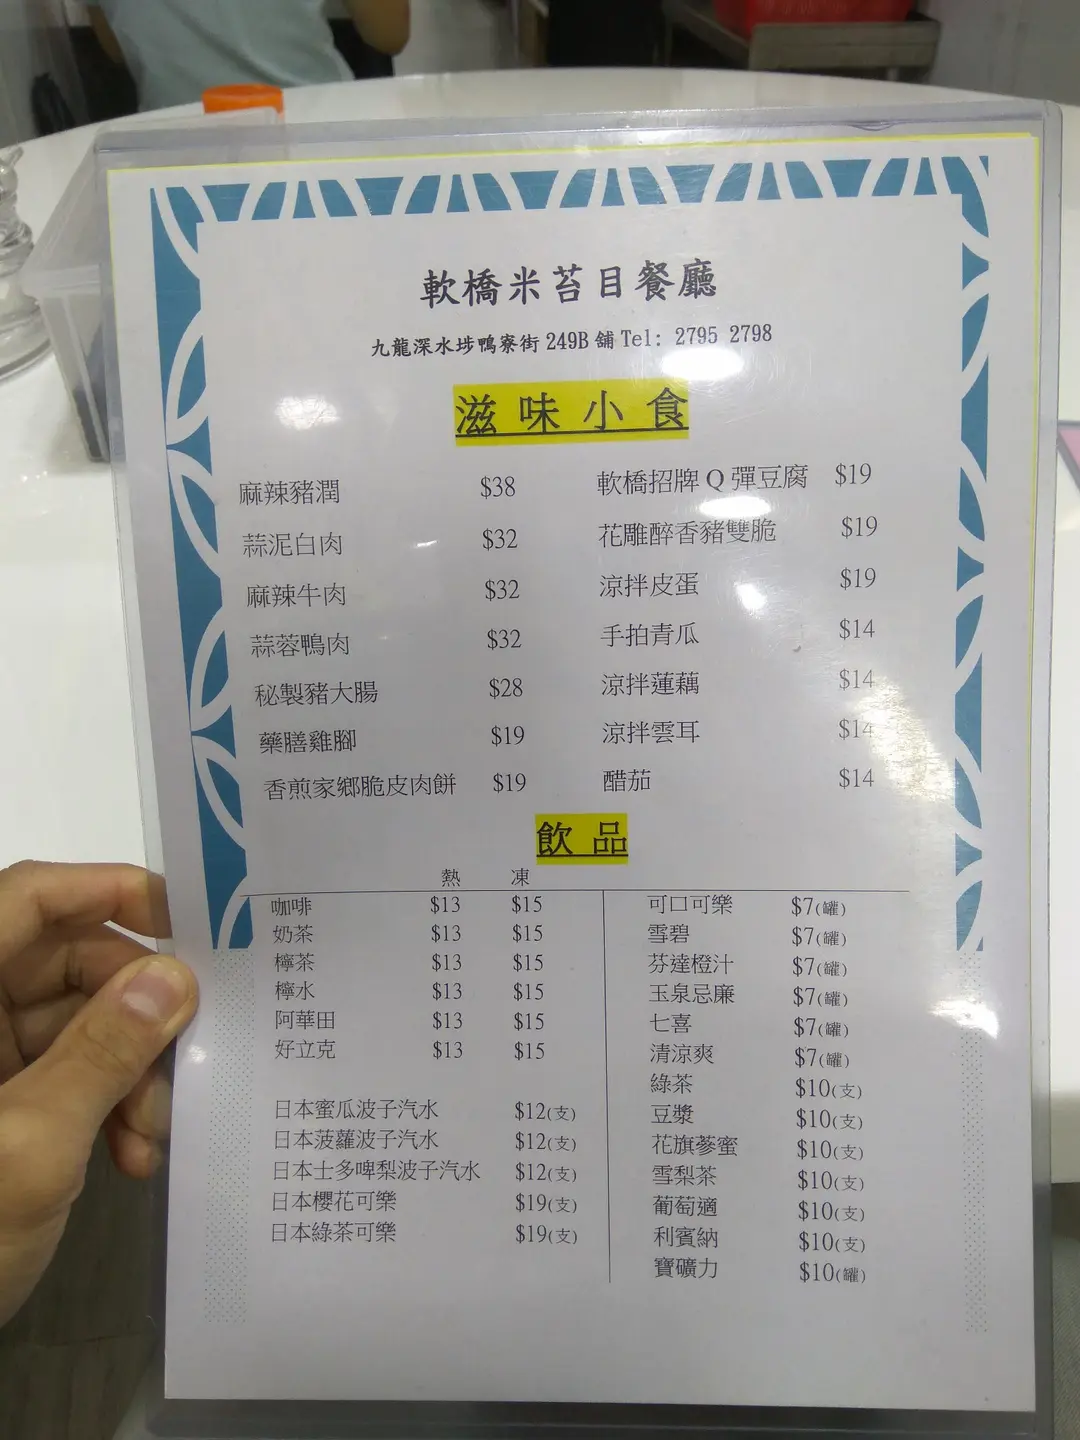 軟橋米苔目餐廳
九龍深水埗鴨寮街 249B 舖 Tel: 2795 2798
滋味小食
麻辣豬潤 $38 軟橋招牌 Q 彈豆腐 $19
蒜泥白肉 $32 花雕醉香豬雙脆 $19
麻辣牛肉 $32 涼拌皮蛋 $19
蒜蓉鴨肉 $32 手拍青瓜 $14
秘製豬大腸 $28 涼拌蓮藕 $14
藥膳雞腳 $19 涼拌雲耳 $14
香煎家鄉脆皮肉餅 $19 醋茄 $14
飲品
熱 凍
咖啡 $13 $15 可口可樂 $7(罐)
奶茶 $13 $15 雪碧 $7(罐)
檸茶 $13 $15 芬達橙汁 $7(罐)
檸水 $13 $15 玉泉忌廉 $7(罐)
阿華田 $13 $15 七喜 $7(罐)
好立克 $13 $15 清涼爽 $7(罐)
綠茶 $10(支)
日本蜜瓜波子汽水 $12(支) 豆漿 $10(支)
日本菠蘿波子汽水 $12(支) 花旗蔘蜜 $10(支)
日本士多啤梨波子汽水 $12(支) 雪梨茶 $10(支)
日本櫻花可樂 $19(支) 葡萄適 $10(支)
日本綠茶可樂 $19(支) 利賓納 $10(支)
寶礦力 $10(罐)